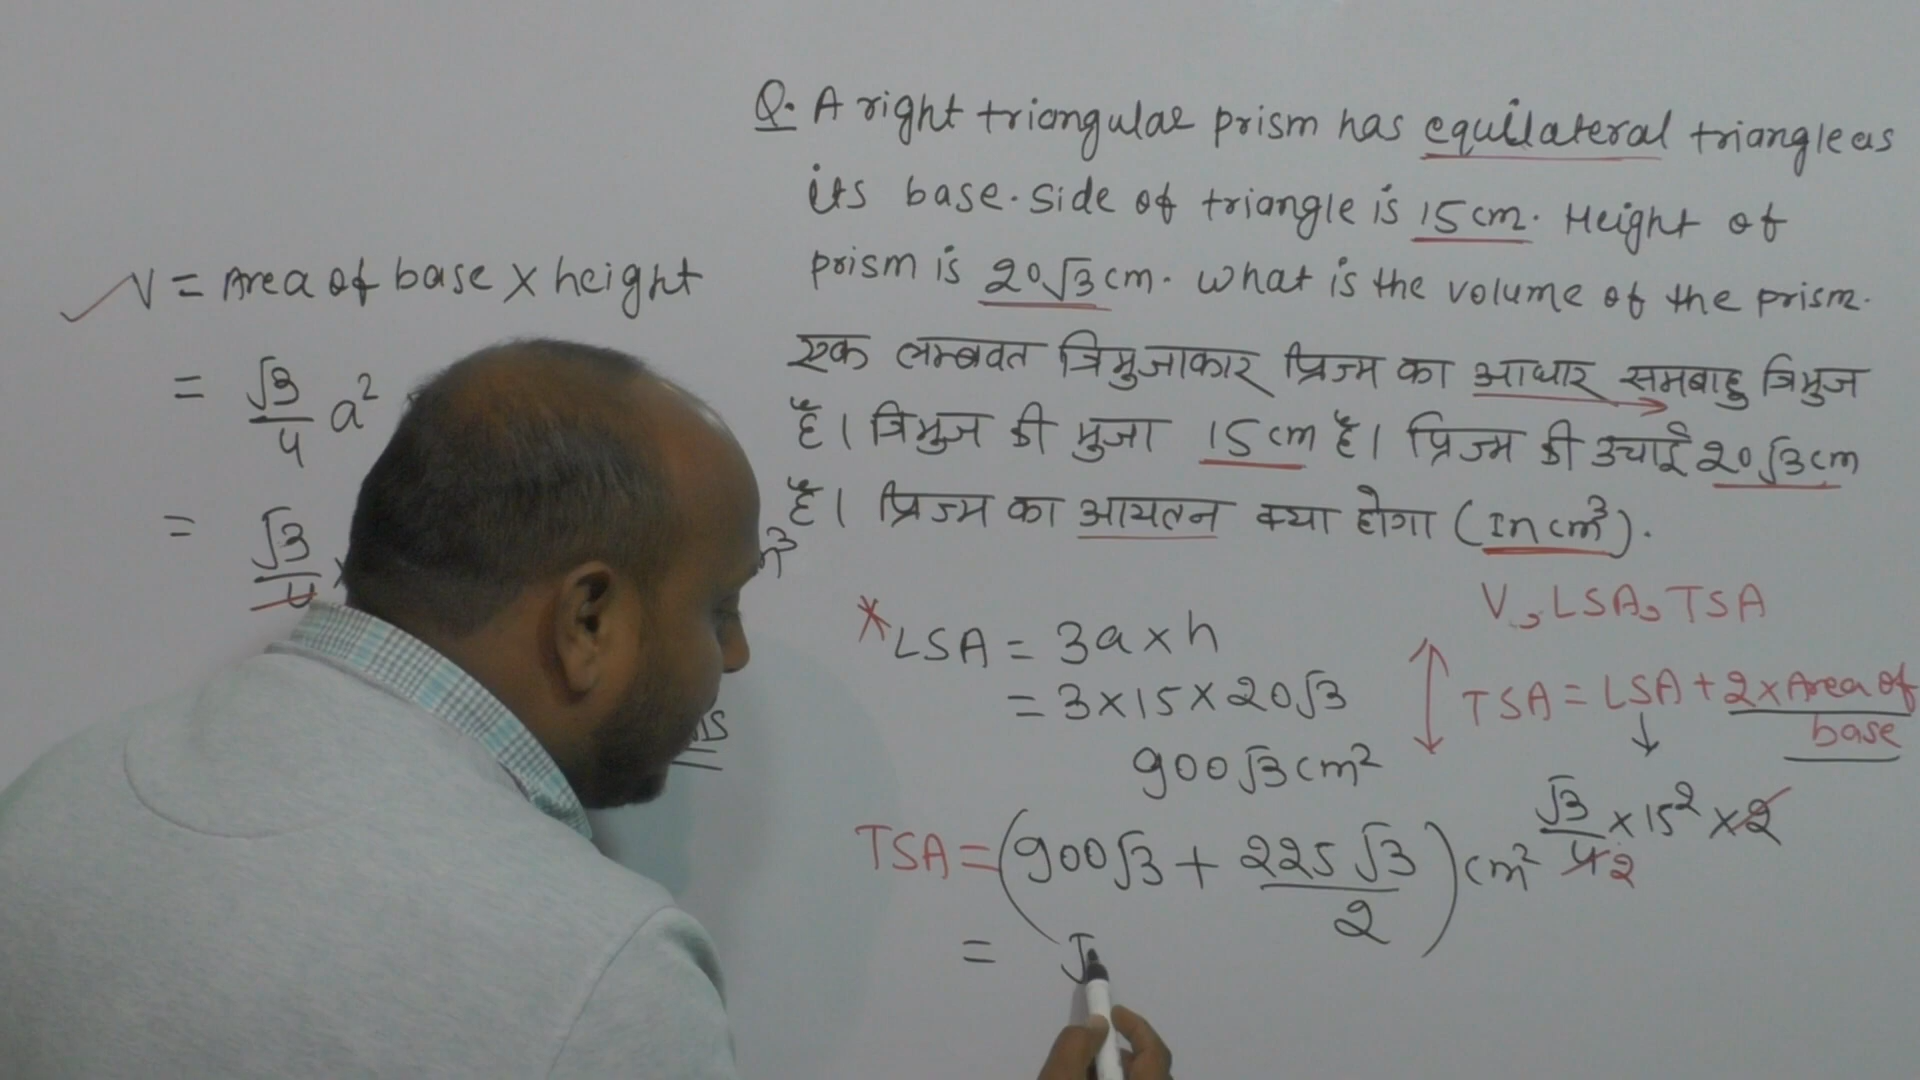 Q. A right triangular prism has equilateral triangle as
its base. Side of triangle is 15 cm. Height of
prism is 20√3 cm. What is the volume of the prism.
एक लम्बवत त्रिभुजाकार प्रिज्म का आधार समबाहु त्रिभुज
है। त्रिभुज की भुजा 15 cm है। प्रिज्म की उचाई 20√3 cm
है। प्रिज्म का आयतन क्या होगा (In cm³).
V = Area of base × height
= √3/4 a²
= √3/4 ×
V, LSA, TSA
* LSA = 3a × h
= 3 × 15 × 20√3
900√3 cm²
TSA = LSA + 2 × Area of
base
↓
√3/4 2 × 15² × 2
TSA = (900√3 + 225√3/2) cm²
= √